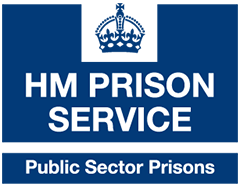 HM PRISON
SERVICE
Public Sector Prisons